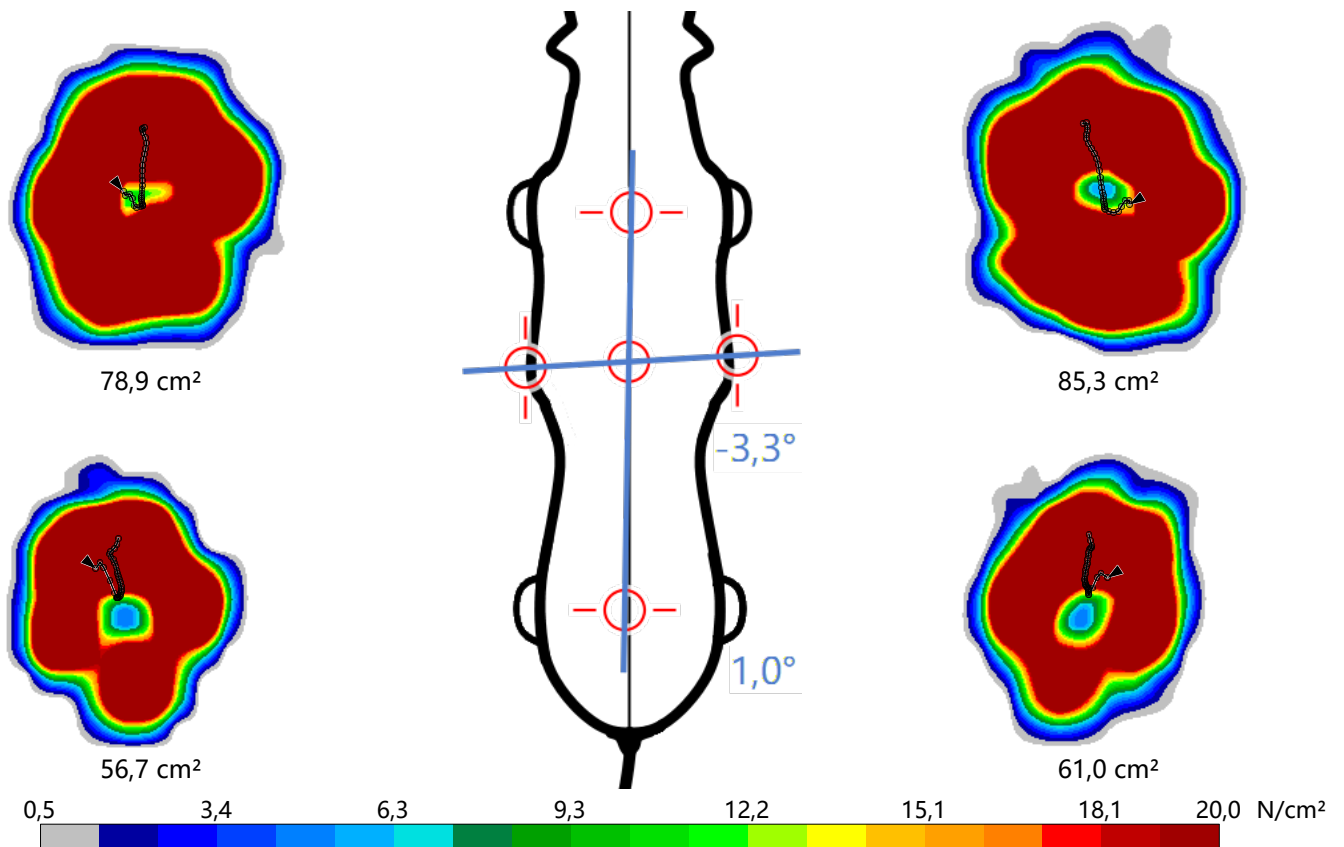 78,9 cm²
85,3 cm²
-3,3°
56,7 cm²
1,0°
61,0 cm²
0,5 3,4 6,3 9,3 12,2 15,1 18,1 20,0 N/cm²